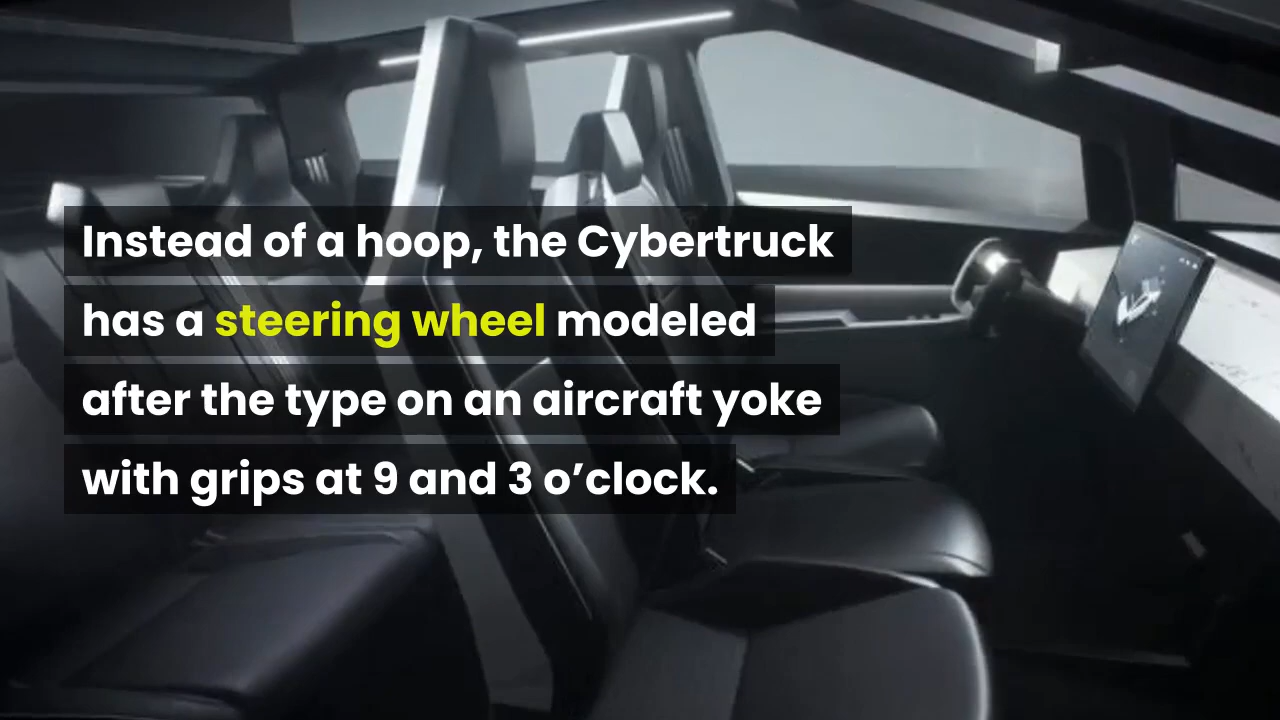 Instead of a hoop, the Cybertruck
has a steering wheel modeled
after the type on an aircraft yoke
with grips at 9 and 3 o’clock.